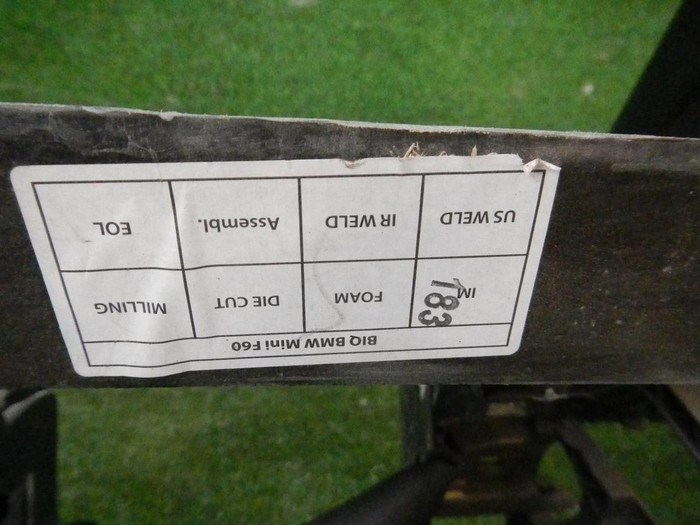 BIQ BMW Mini F60
IM FOAM DIE CUT MILLING
183
US WELD IR WELD Assembl. EOL